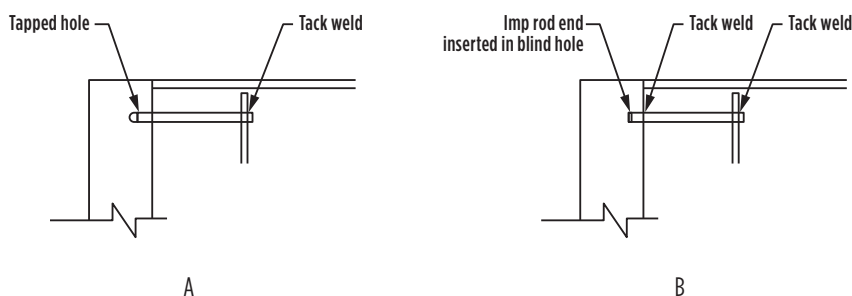 Tapped hole
Tack weld
Imp rod end
inserted in blind hole
Tack weld
Tack weld
A
B